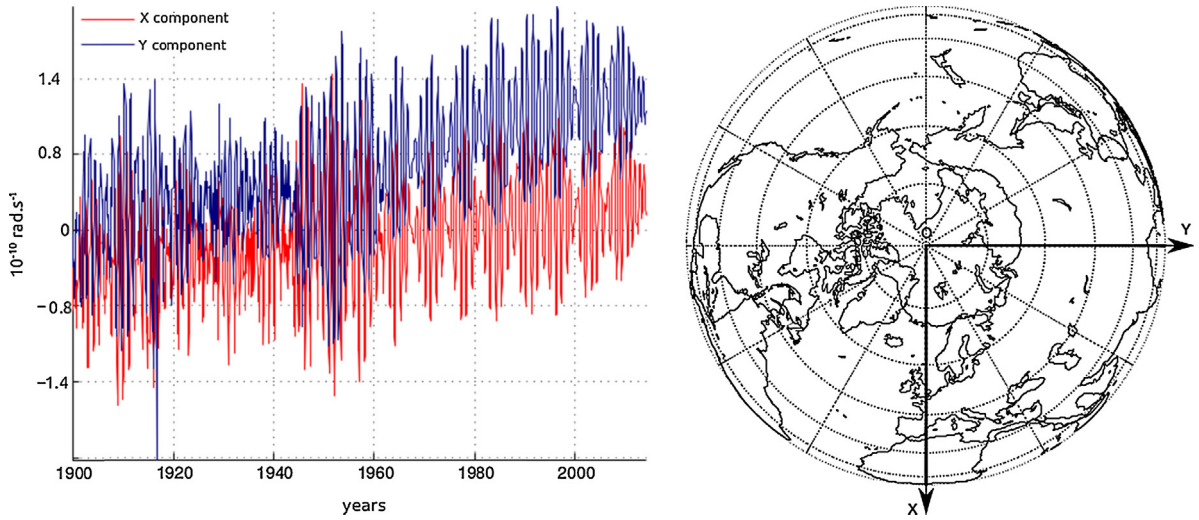 X component
Y component
1.4
0.8
0
−0.8
−1.4
10⁻¹⁰ rad.s⁻¹
1900
1920
1940
1960
1980
2000
years
O
Y
X